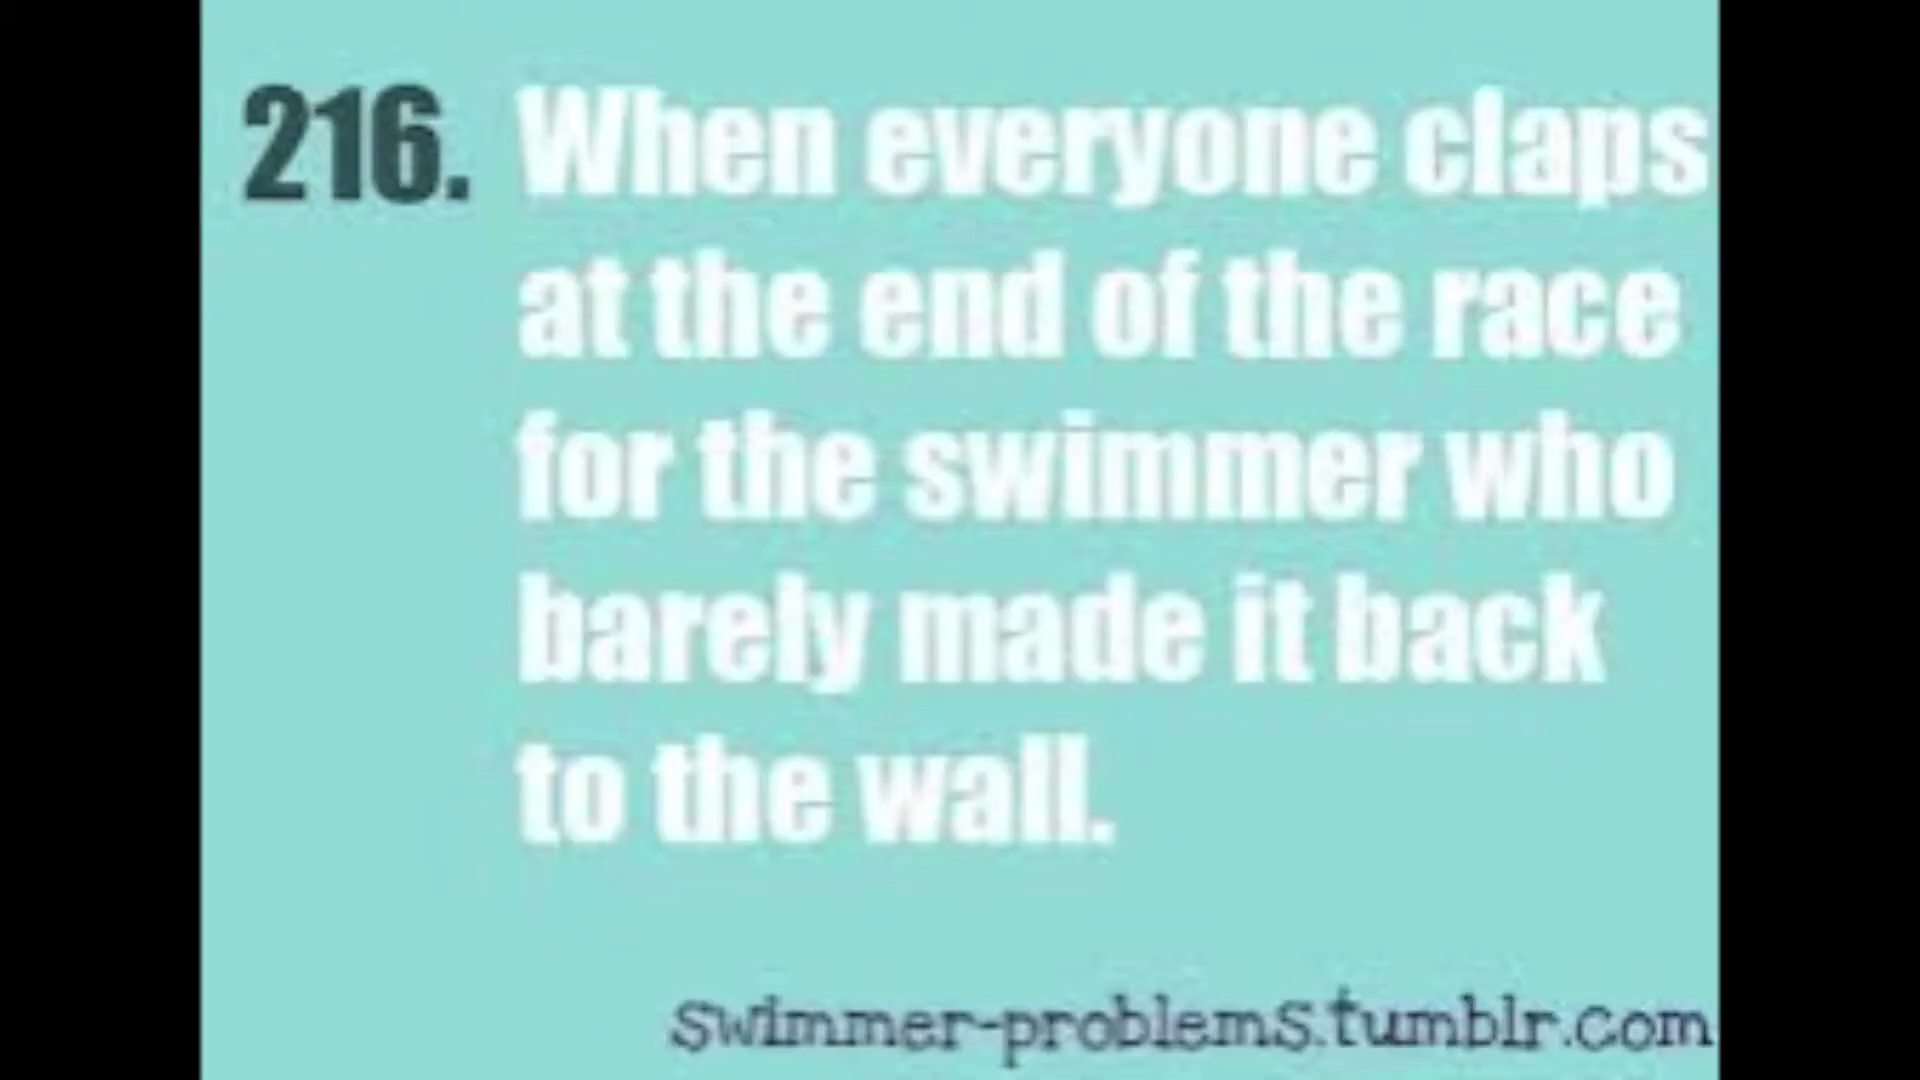 216. When everyone claps
at the end of the race
for the swimmer who
barely made it back
to the wall.
swimmer-problems.tumblr.com